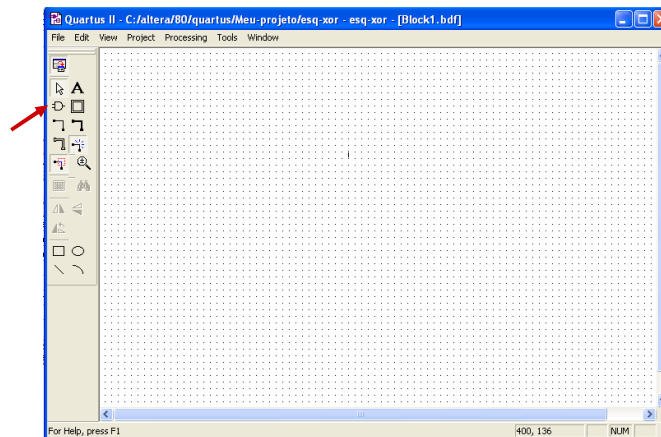 Quartus II - C:/altera/80/quartus/Meu-projeto/esq-xor - esq-xor - [Block1.bdf]
File Edit View Project Processing Tools Window
A
For Help, press F1 400, 136 NUM